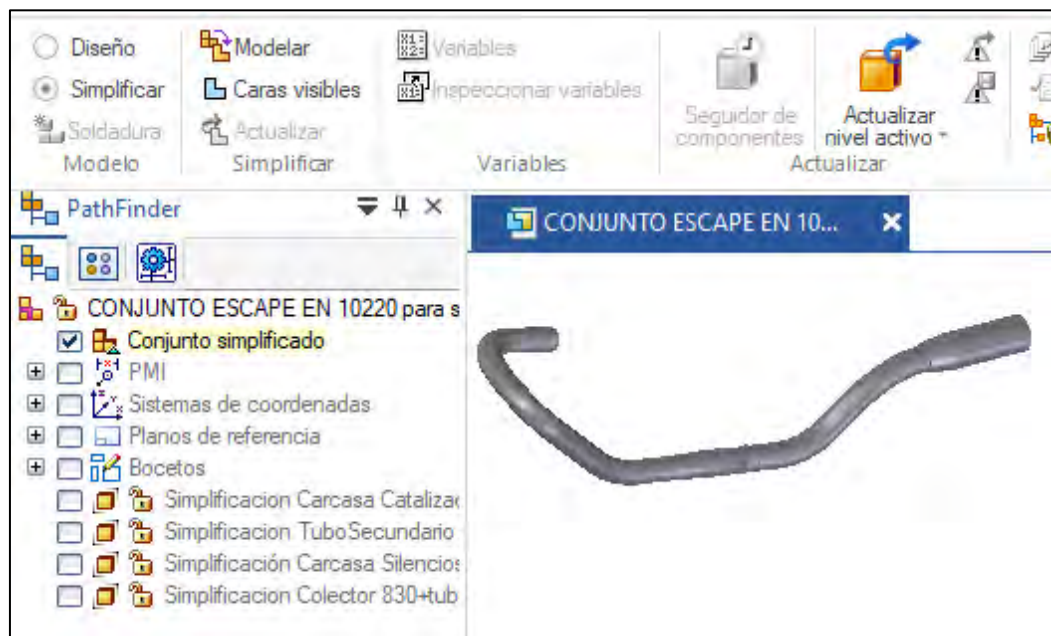 Diseño
Simplificar
Soldadura
Modelo
Modelar
Caras visibles
Actualizar
Simplificar
Variables
Inspeccionar variables
Variables
Seguidor de
componentes
Actualizar
nivel activo
Actualizar
PathFinder
CONJUNTO ESCAPE EN 10...
CONJUNTO ESCAPE EN 10220 para s
Conjunto simplificado
PMI
Sistemas de coordenadas
Planos de referencia
Bocetos
Simplificacion Carcasa Cataliza
Simplificacion TuboSecundario
Simplificación Carcasa Silencios
Simplificacion Colector 830+tub